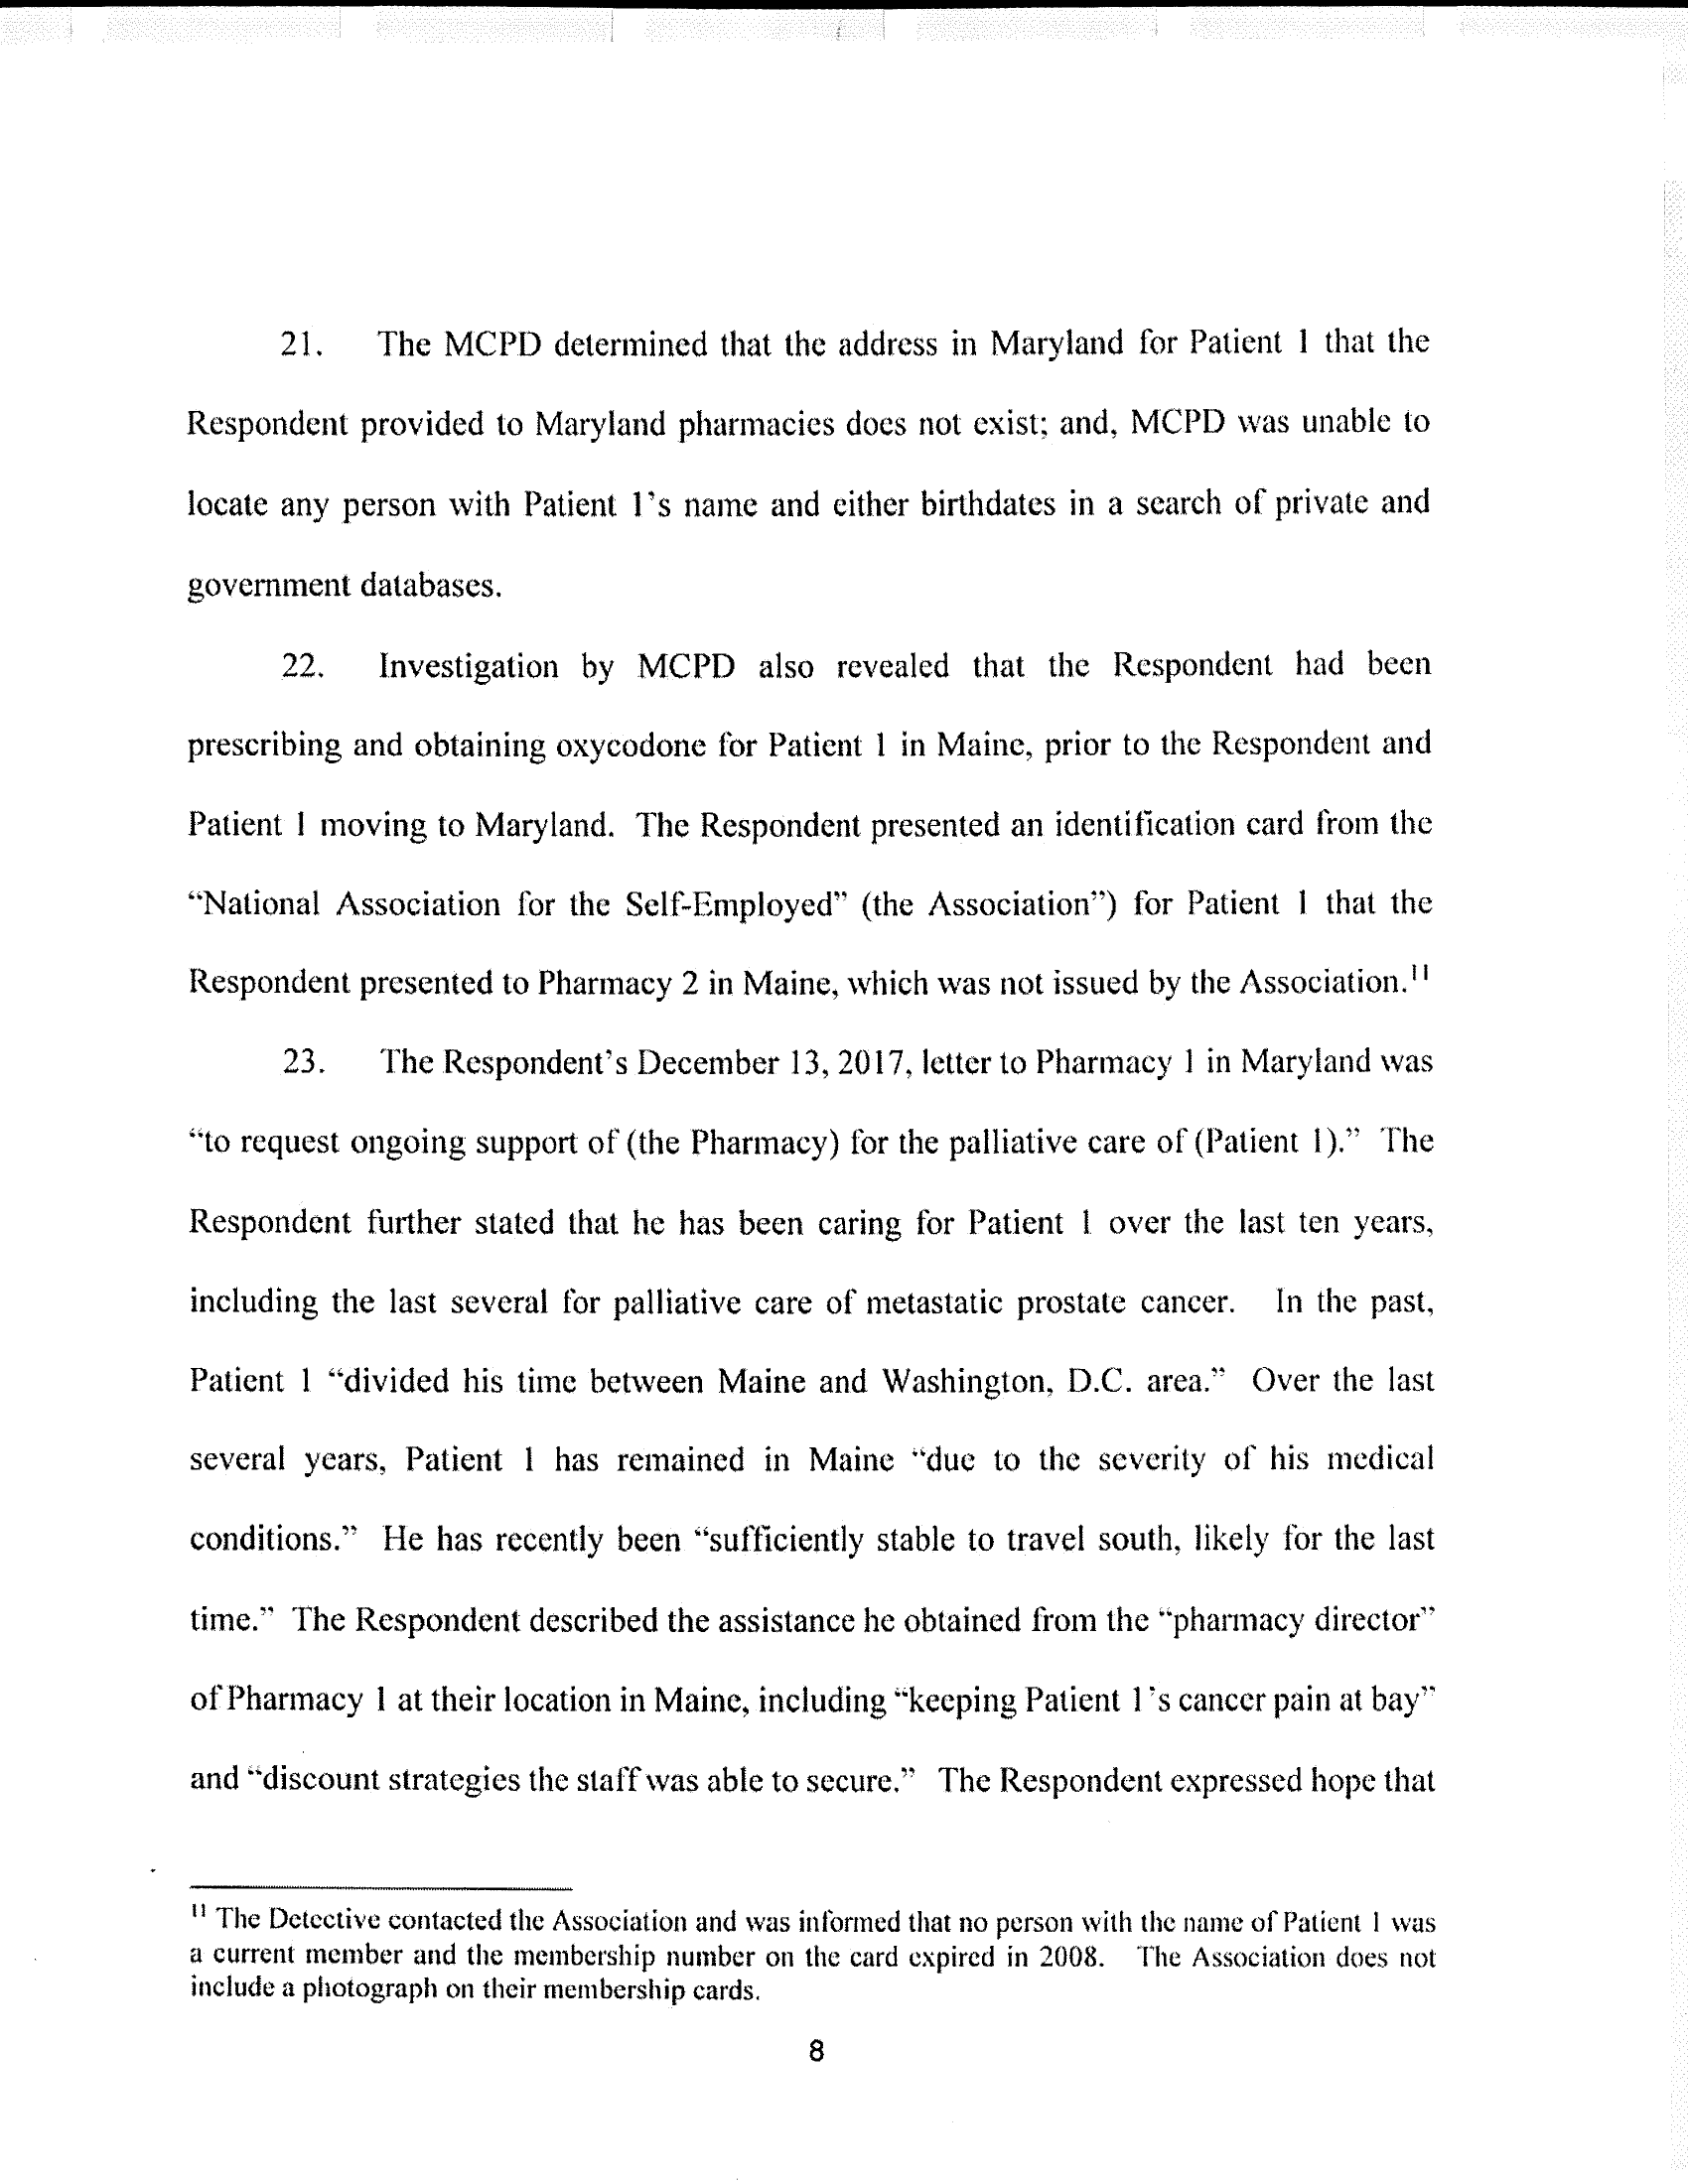 21. The MCPD determined that the address in Maryland for Patient 1 that the
Respondent provided to Maryland pharmacies does not exist; and, MCPD was unable to
locate any person with Patient 1's name and either birthdates in a search of private and
government databases.
22. Investigation by MCPD also revealed that the Respondent had been
prescribing and obtaining oxycodone for Patient 1 in Maine, prior to the Respondent and
Patient 1 moving to Maryland. The Respondent presented an identification card from the
“National Association for the Self-Employed” (the Association”) for Patient 1 that the
Respondent presented to Pharmacy 2 in Maine, which was not issued by the Association.11
23. The Respondent's December 13, 2017, letter to Pharmacy 1 in Maryland was
“to request ongoing support of (the Pharmacy) for the palliative care of (Patient 1).” The
Respondent further stated that he has been caring for Patient 1 over the last ten years,
including the last several for palliative care of metastatic prostate cancer. In the past,
Patient 1 “divided his time between Maine and Washington, D.C. area.” Over the last
several years, Patient 1 has remained in Maine “due to the severity of his medical
conditions.” He has recently been “sufficiently stable to travel south, likely for the last
time.” The Respondent described the assistance he obtained from the “pharmacy director”
of Pharmacy 1 at their location in Maine, including “keeping Patient 1's cancer pain at bay”
and “discount strategies the staff was able to secure.” The Respondent expressed hope that
11 The Detective contacted the Association and was informed that no person with the name of Patient 1 was
a current member and the membership number on the card expired in 2008. The Association does not
include a photograph on their membership cards.
8